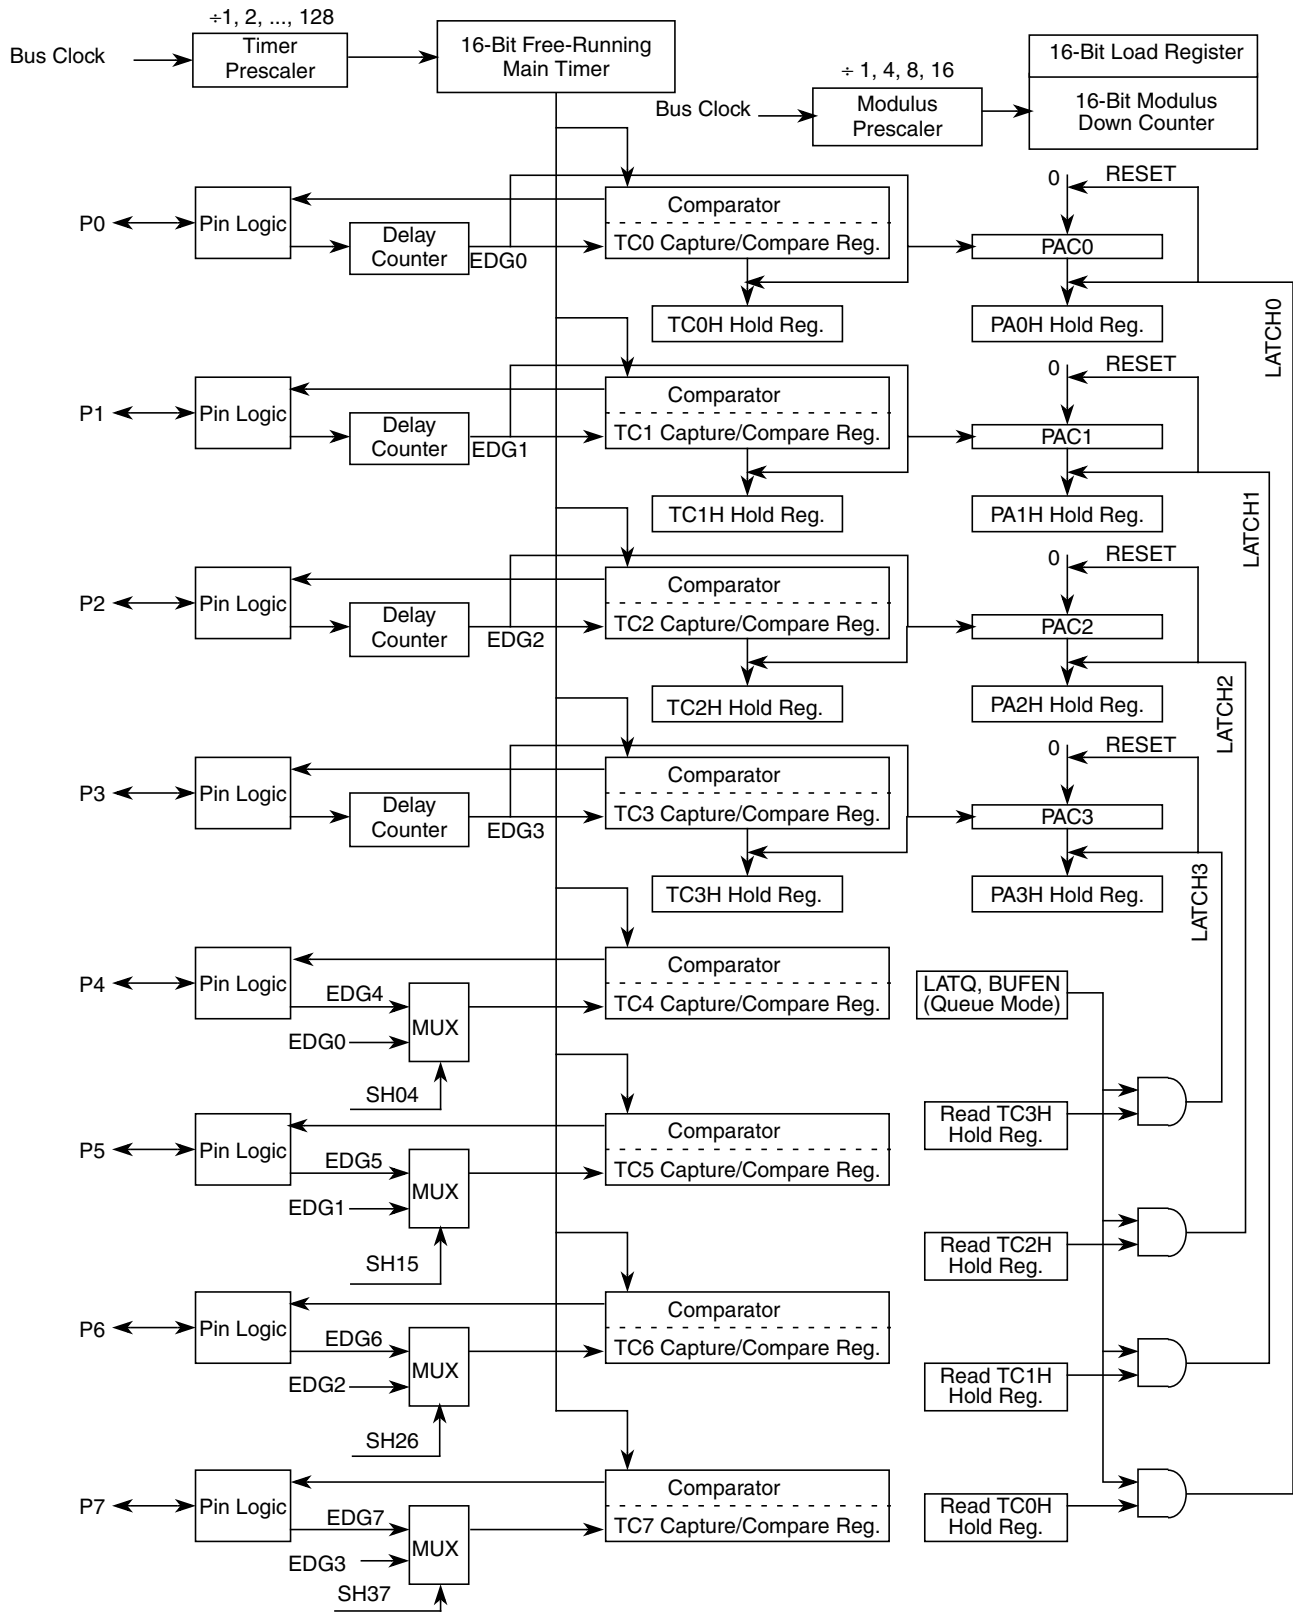 ÷1, 2, ..., 128
Bus Clock
Timer
Prescaler
16-Bit Free-Running
Main Timer
÷ 1, 4, 8, 16
Bus Clock
Modulus
Prescaler
16-Bit Load Register
16-Bit Modulus
Down Counter
P0
Pin Logic
Delay
Counter
EDG0
Comparator
TC0 Capture/Compare Reg.
TC0H Hold Reg.
0
RESET
PAC0
PA0H Hold Reg.
LATCH0
P1
Pin Logic
Delay
Counter
EDG1
Comparator
TC1 Capture/Compare Reg.
TC1H Hold Reg.
0
RESET
PAC1
PA1H Hold Reg.
LATCH1
P2
Pin Logic
Delay
Counter
EDG2
Comparator
TC2 Capture/Compare Reg.
TC2H Hold Reg.
0
RESET
PAC2
PA2H Hold Reg.
LATCH2
P3
Pin Logic
Delay
Counter
EDG3
Comparator
TC3 Capture/Compare Reg.
TC3H Hold Reg.
0
RESET
PAC3
PA3H Hold Reg.
LATCH3
P4
Pin Logic
EDG4
EDG0
MUX
SH04
Comparator
TC4 Capture/Compare Reg.
LATQ, BUFEN
(Queue Mode)
P5
Pin Logic
EDG5
EDG1
MUX
SH15
Comparator
TC5 Capture/Compare Reg.
Read TC3H
Hold Reg.
Read TC2H
Hold Reg.
P6
Pin Logic
EDG6
EDG2
MUX
SH26
Comparator
TC6 Capture/Compare Reg.
Read TC1H
Hold Reg.
P7
Pin Logic
EDG7
EDG3
MUX
SH37
Comparator
TC7 Capture/Compare Reg.
Read TC0H
Hold Reg.